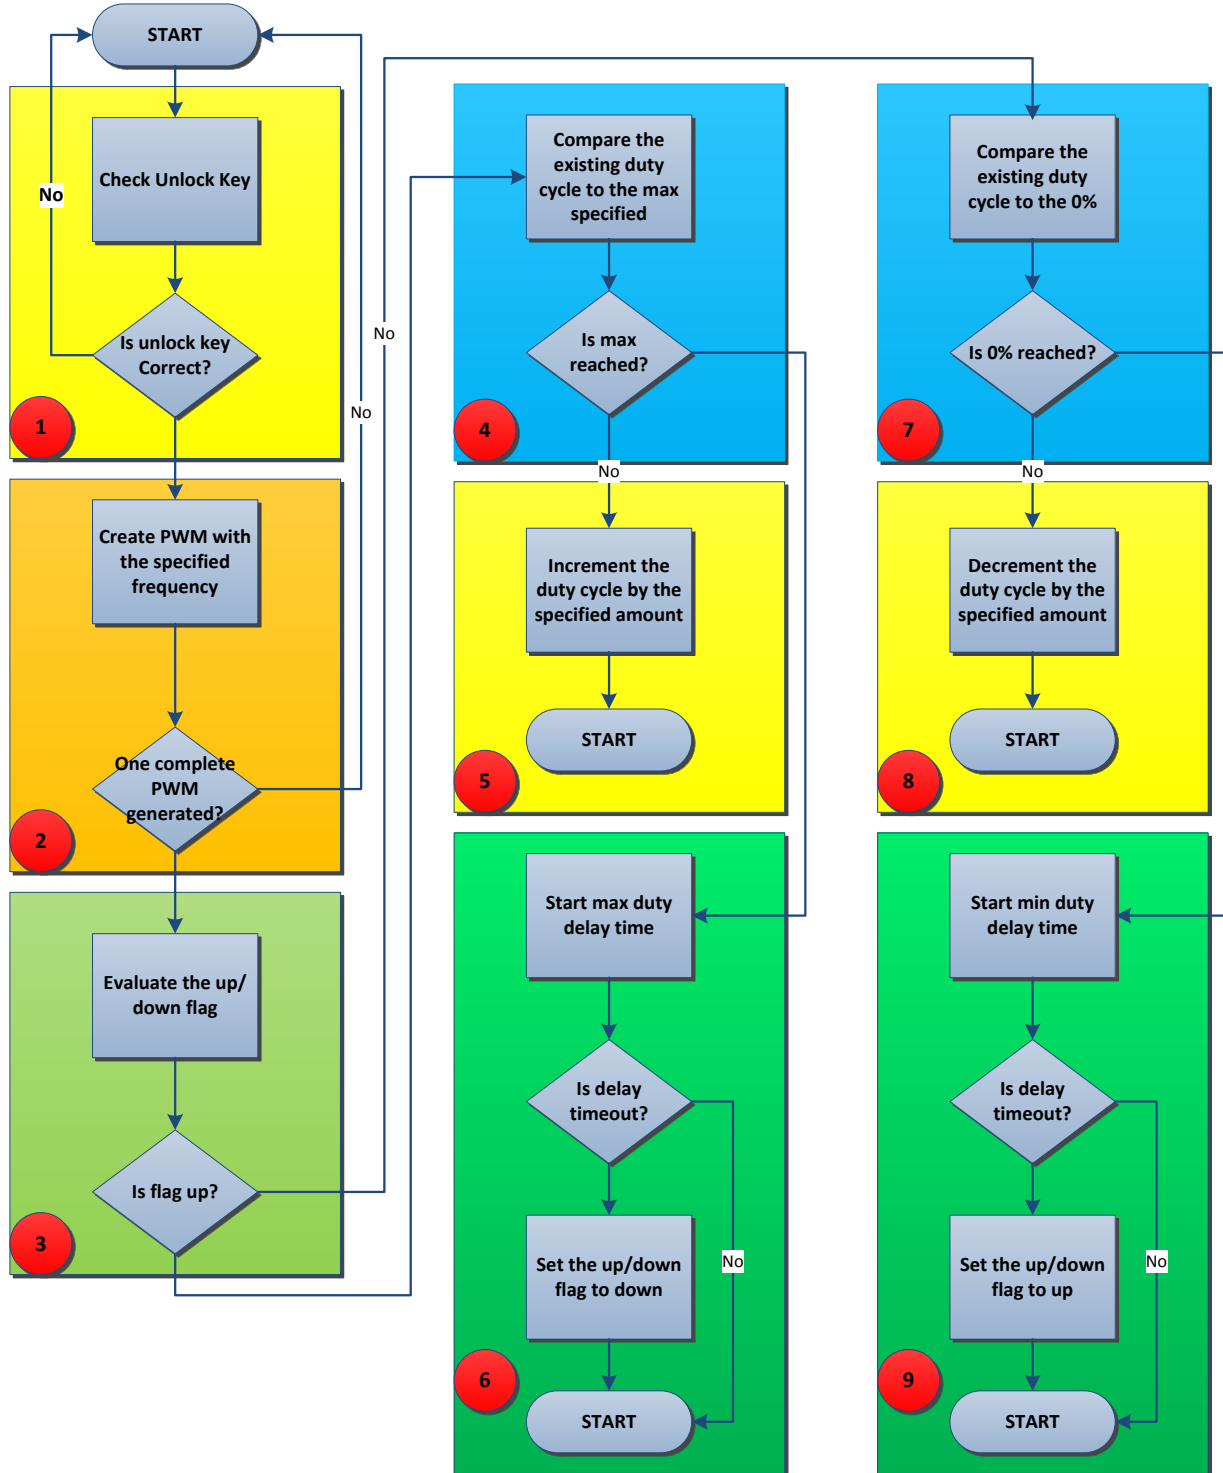 START
Check Unlock Key
No
Is unlock key
Correct?
1
Create PWM with
the specified
frequency
One complete
PWM
generated?
No
2
Evaluate the up/
down flag
Is flag up?
No
3
Compare the
existing duty
cycle to the max
specified
Is max
reached?
4
No
Increment the
duty cycle by the
specified amount
START
5
Start max duty
delay time
Is delay
timeout?
No
Set the up/down
flag to down
6
START
Compare the
existing duty
cycle to the 0%
Is 0% reached?
7
No
Decrement the
duty cycle by the
specified amount
START
8
Start min duty
delay time
Is delay
timeout?
No
Set the up/down
flag to up
9
START